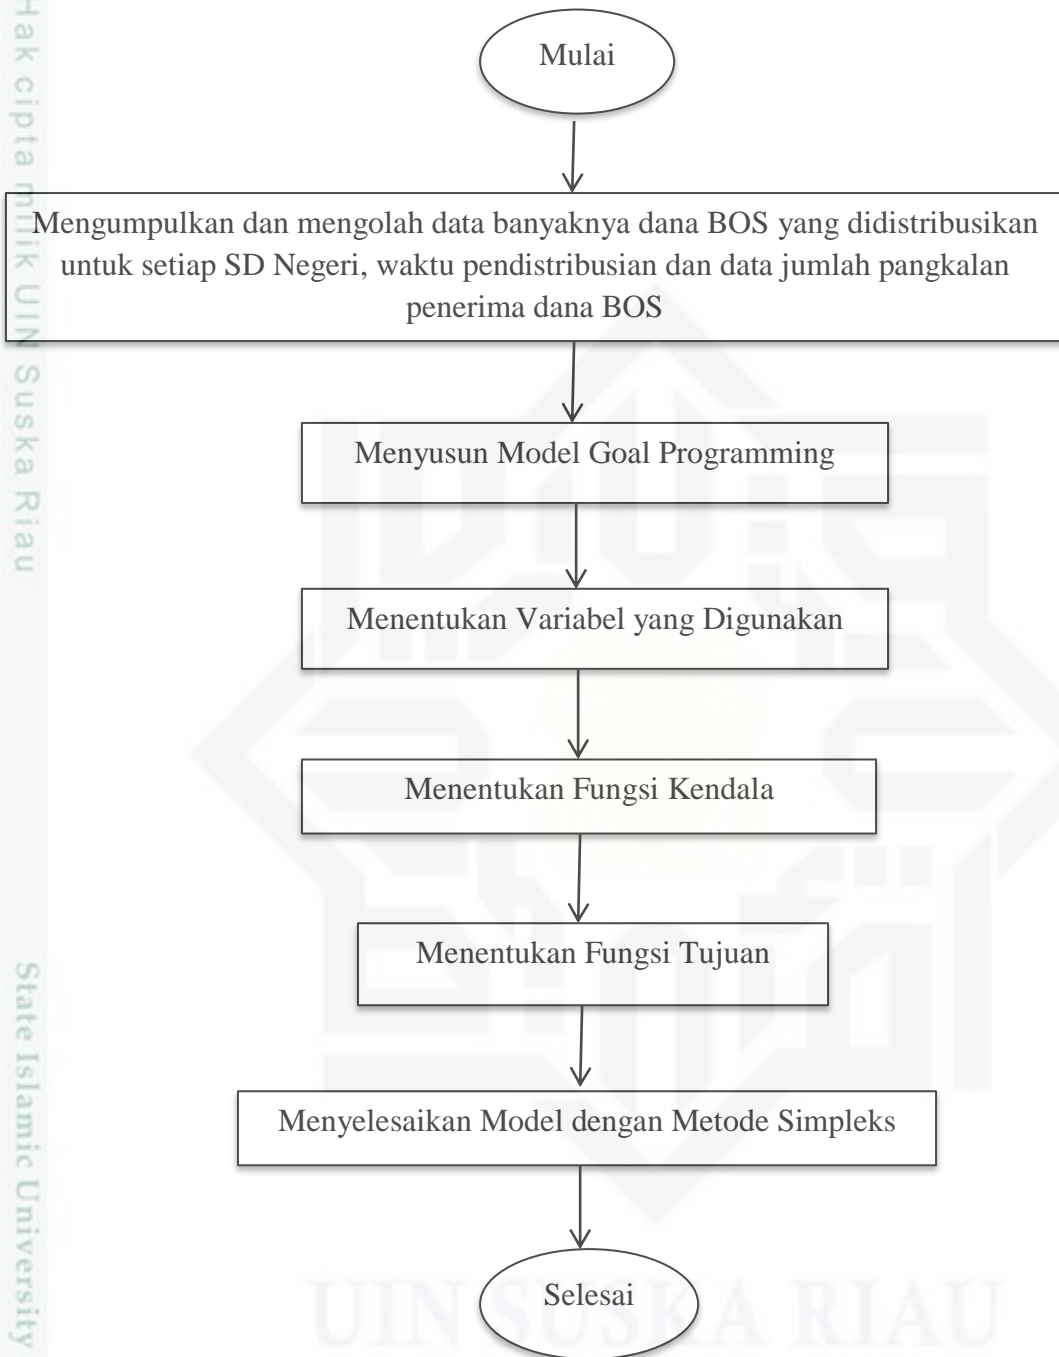 Mulai
Mengumpulkan dan mengolah data banyaknya dana BOS yang didistribusikan
untuk setiap SD Negeri, waktu pendistribusian dan data jumlah pangkalan
penerima dana BOS
Menyusun Model Goal Programming
Menentukan Variabel yang Digunakan
Menentukan Fungsi Kendala
Menentukan Fungsi Tujuan
Menyelesaikan Model dengan Metode Simpleks
Selesai
Hak cipta milik UIN Suska Riau
State Islamic University
UIN SUSKA RIAU